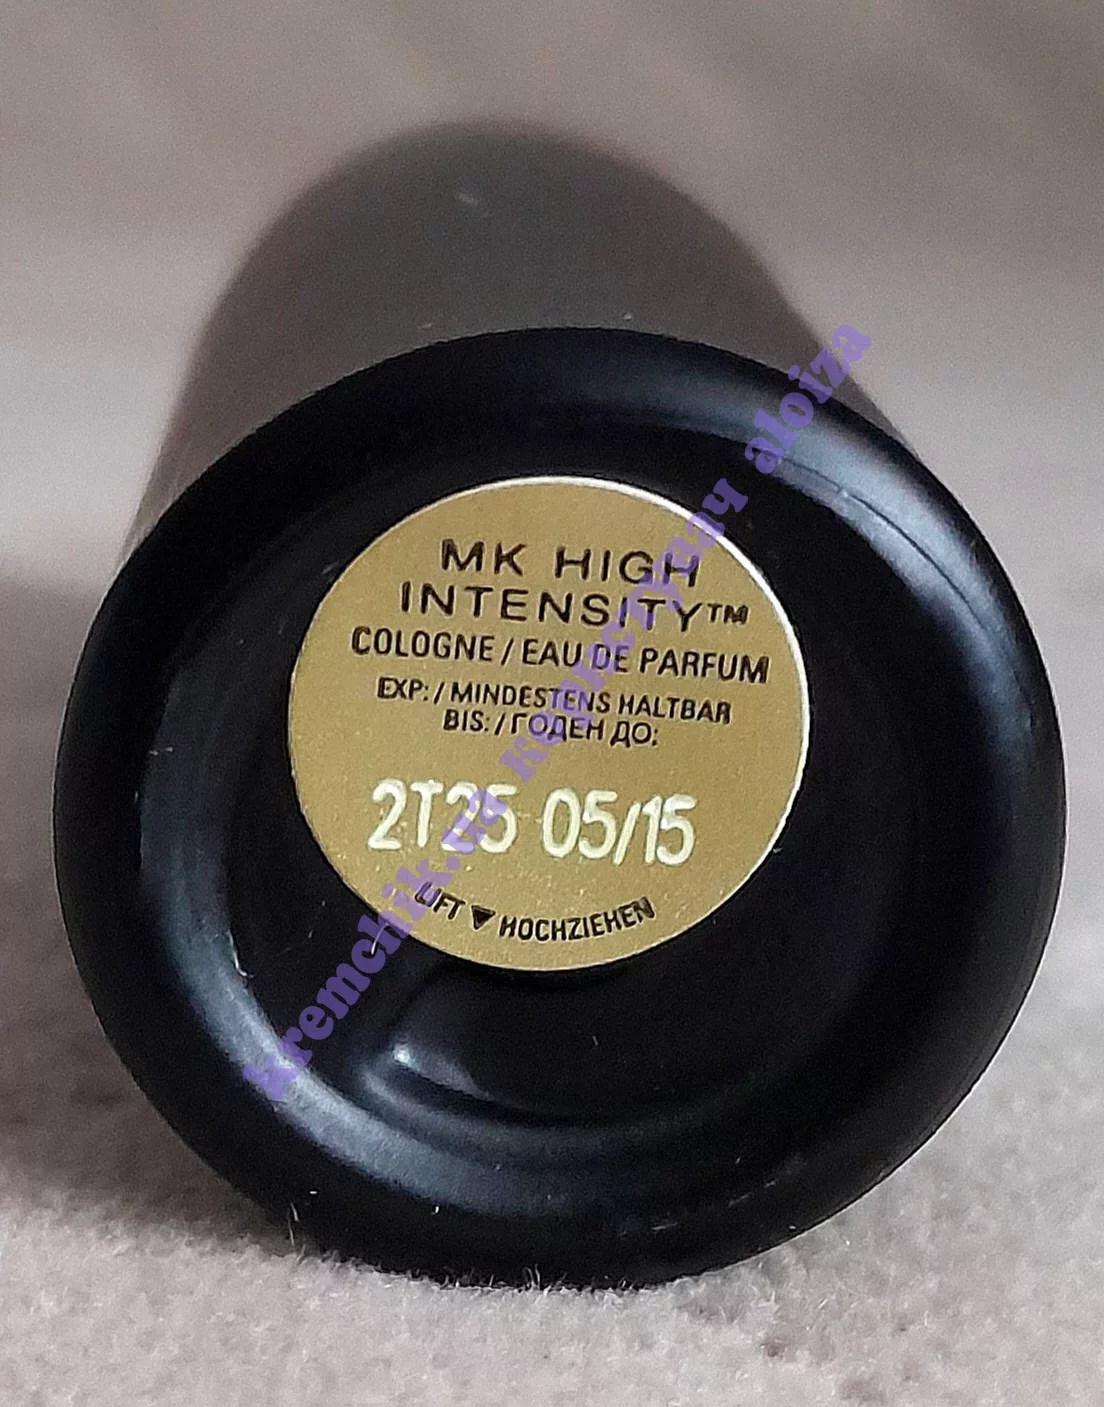 MK HIGH
INTENSITY™
COLOGNE / EAU DE PARFUM
EXP: / MINDESTENS HALTBAR
BIS: / ГОДЕН ДО:
2T25 05/15
LIFT ▼ HOCHZIEHEN
kremchik.ua aloiza